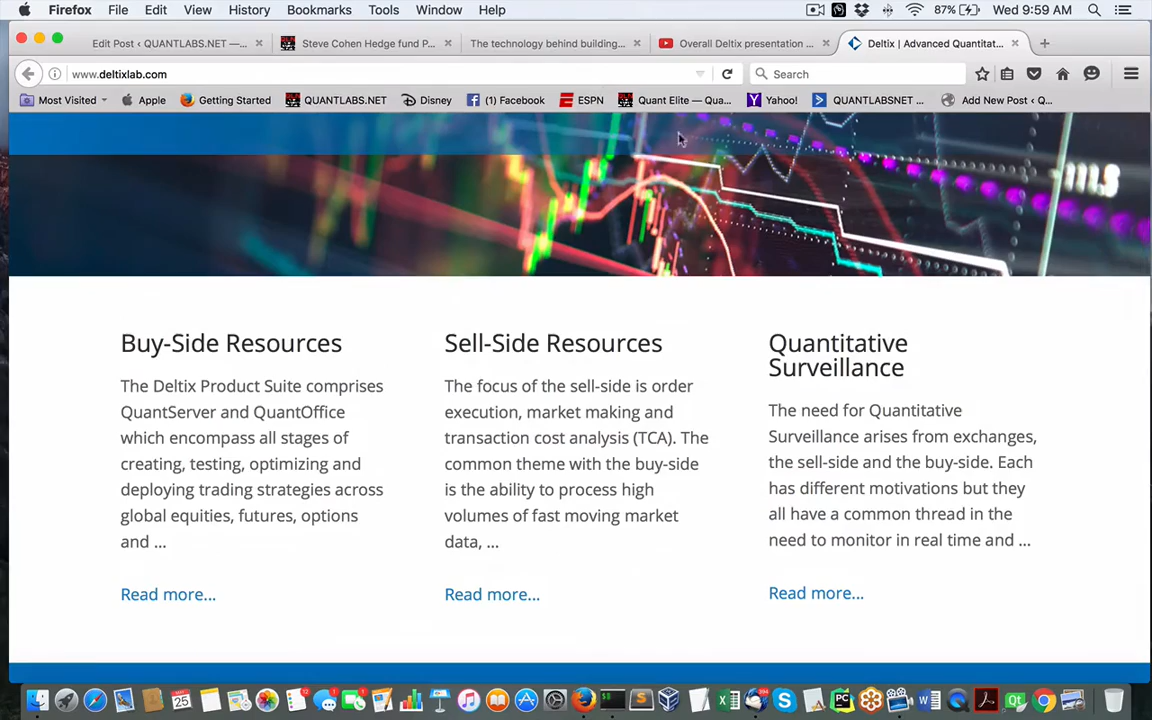 Firefox File Edit View History Bookmarks Tools Window Help 87% Wed 9:59 AM
Edit Post ‹ QUANTLABS.NET —... Steve Cohen Hedge fund P... The technology behind building... Overall Deltix presentation ... Deltix | Advanced Quantitat...
www.deltixlab.com Search
Most Visited Apple Getting Started QUANTLABS.NET Disney (1) Facebook ESPN Quant Elite — Qua... Yahoo! QUANTLABSNET ... Add New Post ‹ Q...
Buy-Side Resources
The Deltix Product Suite comprises
QuantServer and QuantOffice
which encompass all stages of
creating, testing, optimizing and
deploying trading strategies across
global equities, futures, options
and ...
Read more...
Sell-Side Resources
The focus of the sell-side is order
execution, market making and
transaction cost analysis (TCA). The
common theme with the buy-side
is the ability to process high
volumes of fast moving market
data, ...
Read more...
Quantitative
Surveillance
The need for Quantitative
Surveillance arises from exchanges,
the sell-side and the buy-side. Each
has different motivations but they
all have a common thread in the
need to monitor in real time and ...
Read more...